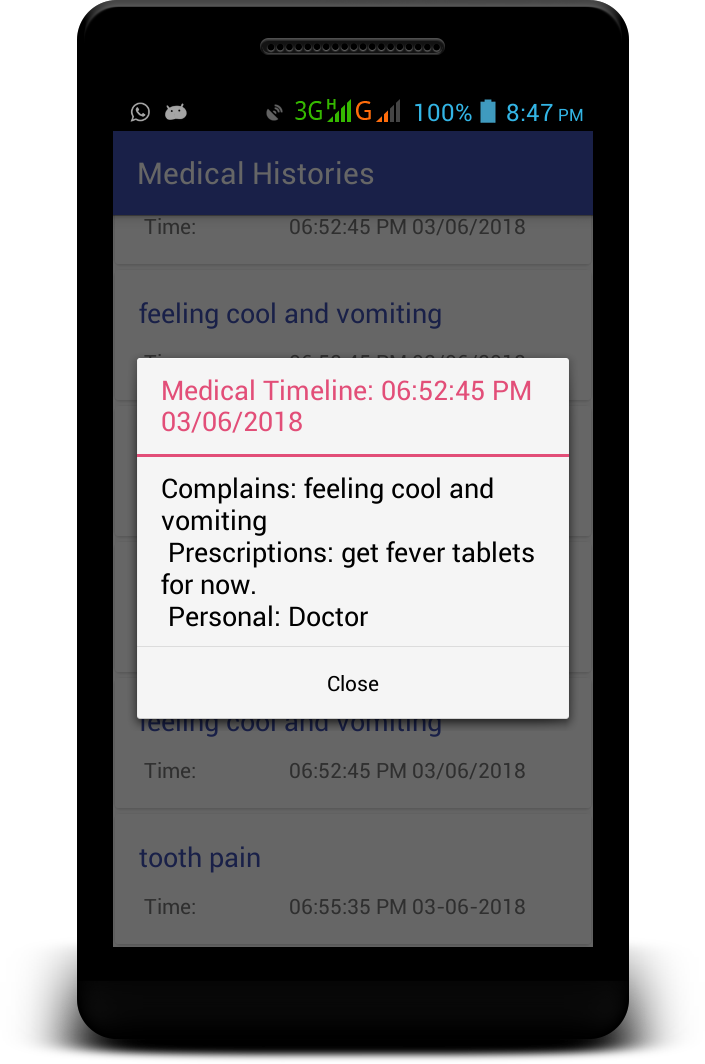 3G H G 100% 8:47 PM
Medical Histories
Time: 06:52:45 PM 03/06/2018
feeling cool and vomiting
Medical Timeline: 06:52:45 PM
03/06/2018
Complains: feeling cool and
vomiting
Prescriptions: get fever tablets
for now.
Personal: Doctor
Close
feeling cool and vomiting
Time: 06:52:45 PM 03/06/2018
tooth pain
Time: 06:55:35 PM 03-06-2018